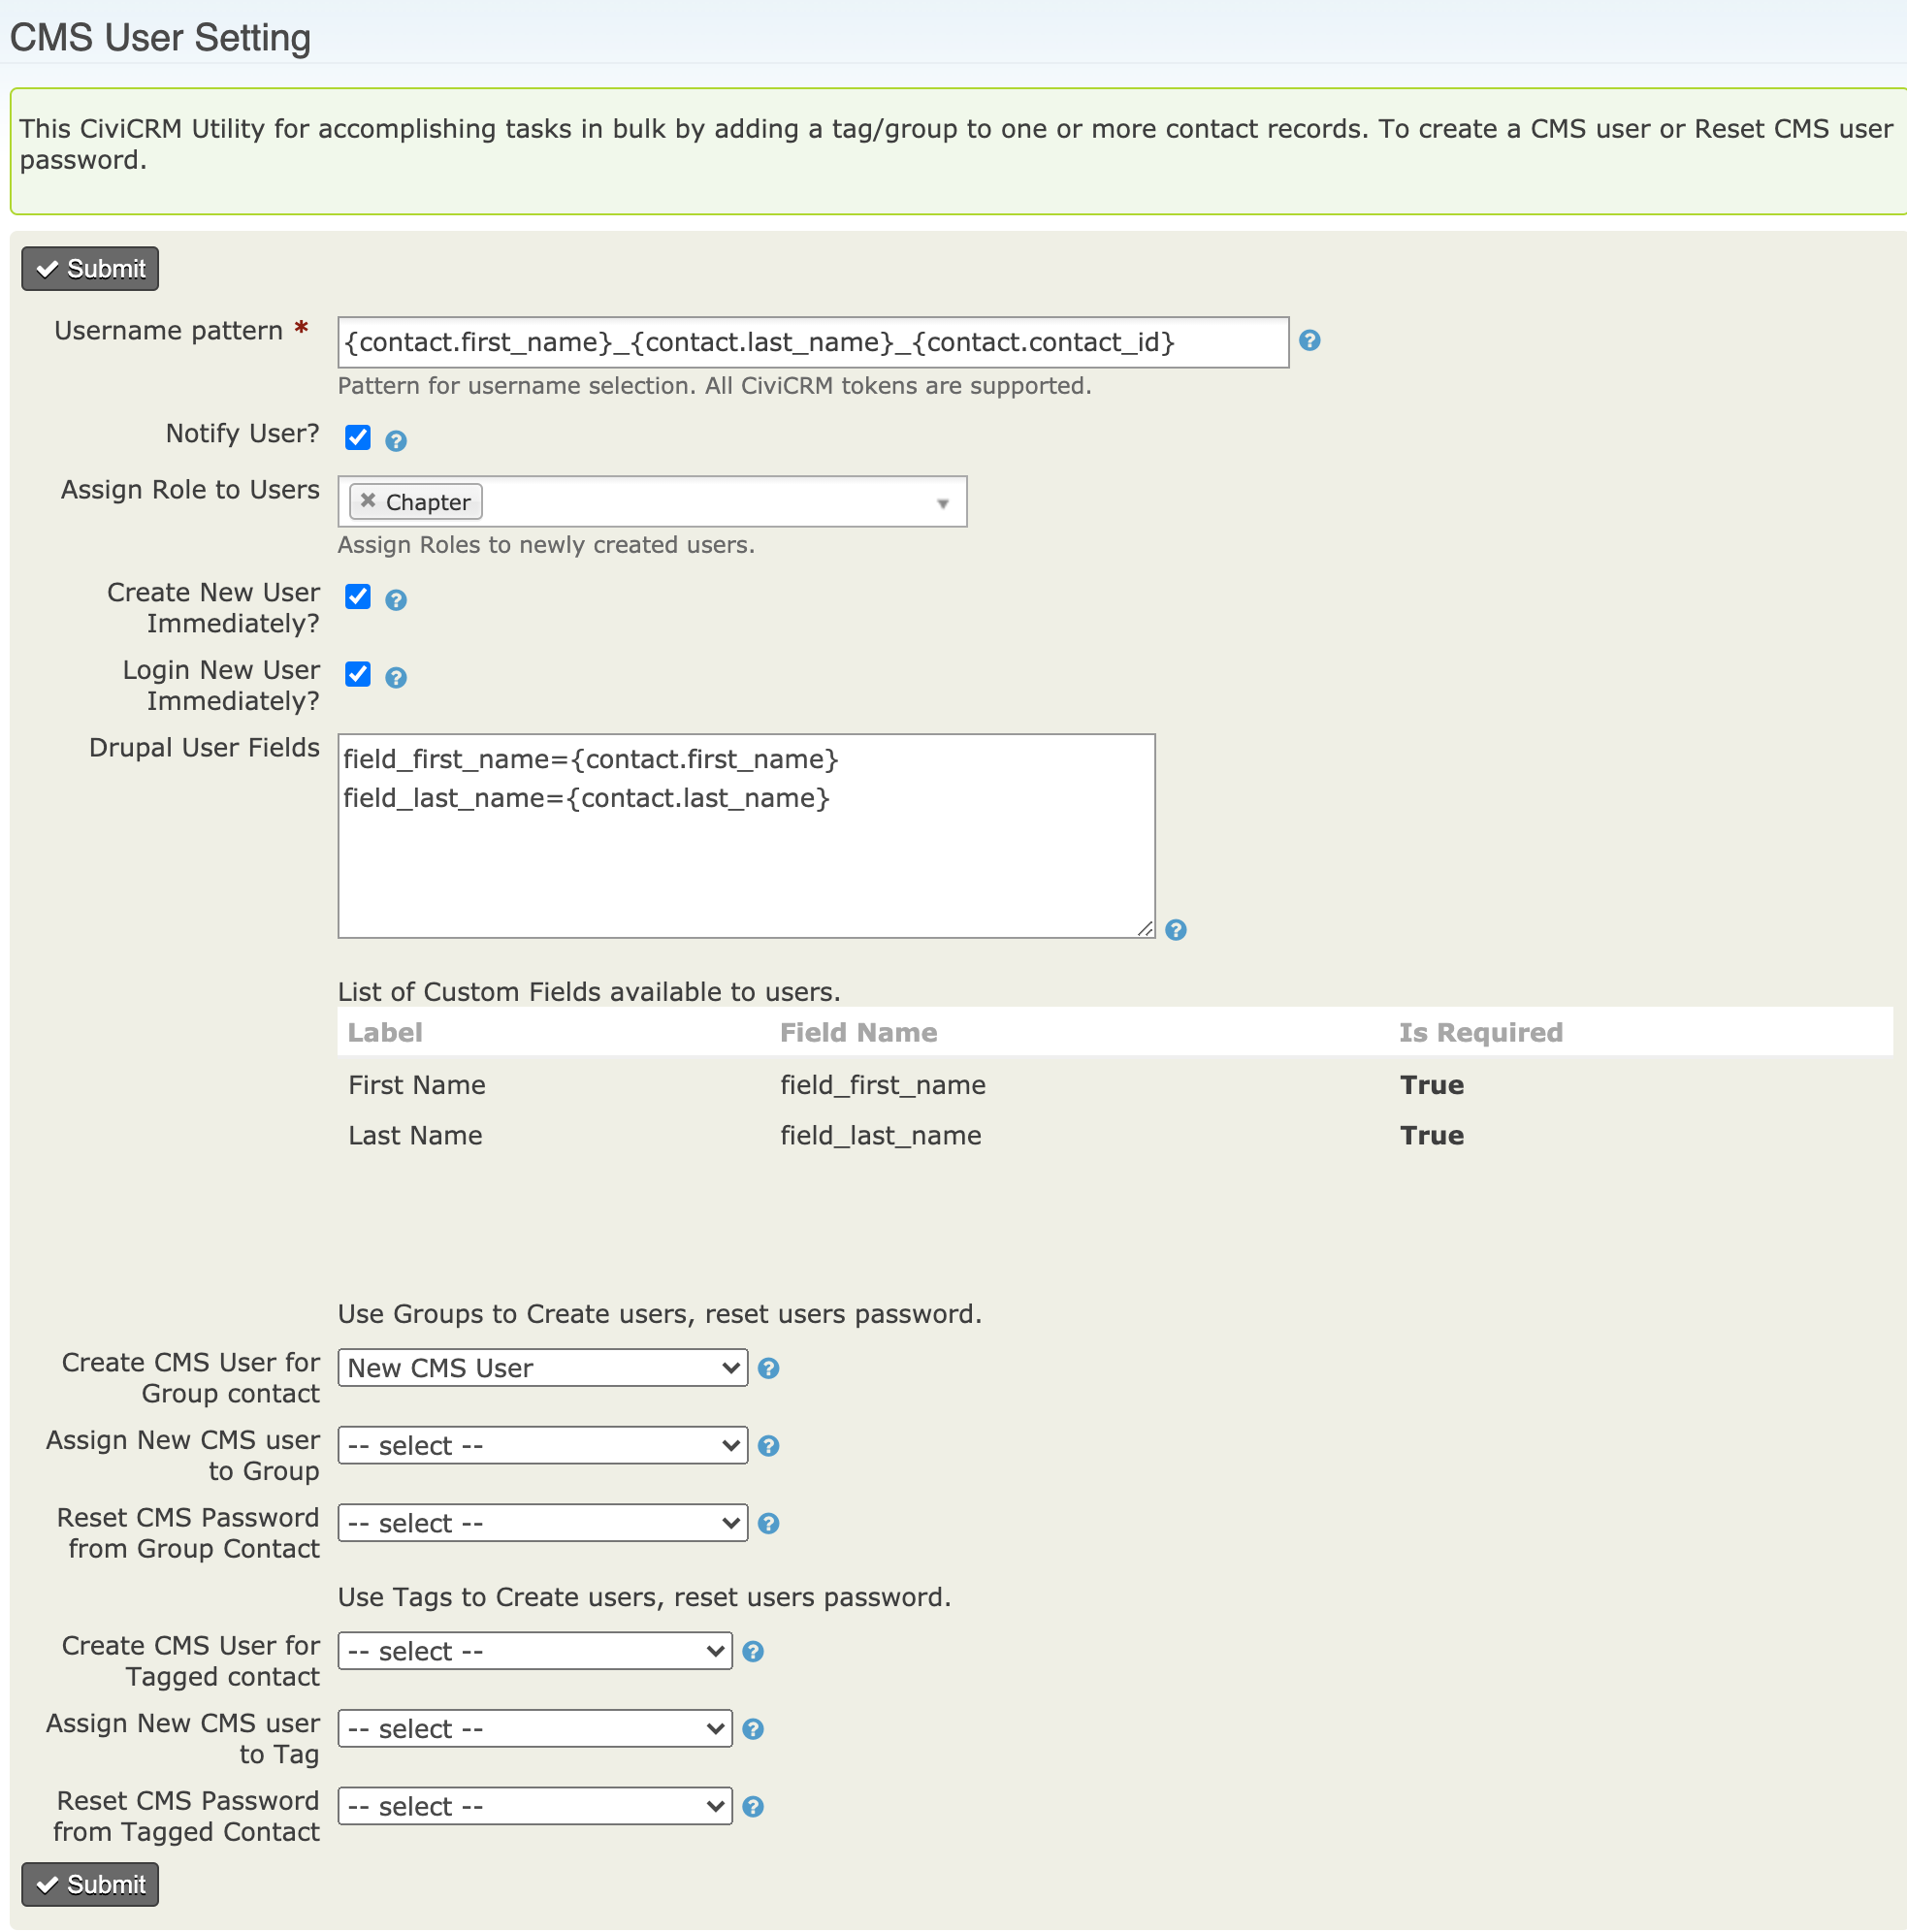 CMS User Setting
This CiviCRM Utility for accomplishing tasks in bulk by adding a tag/group to one or more contact records. To create a CMS user or Reset CMS user
password.
Submit
Username pattern *
{contact.first_name}_{contact.last_name}_{contact.contact_id}
Pattern for username selection. All CiviCRM tokens are supported.
Notify User?
Assign Role to Users
Chapter
Assign Roles to newly created users.
Create New User
Immediately?
Login New User
Immediately?
Drupal User Fields
field_first_name={contact.first_name}
field_last_name={contact.last_name}
List of Custom Fields available to users.
Label Field Name Is Required
First Name field_first_name True
Last Name field_last_name True
Use Groups to Create users, reset users password.
Create CMS User for
Group contact
New CMS User
Assign New CMS user
to Group
-- select --
Reset CMS Password
from Group Contact
-- select --
Use Tags to Create users, reset users password.
Create CMS User for
Tagged contact
-- select --
Assign New CMS user
to Tag
-- select --
Reset CMS Password
from Tagged Contact
-- select --
Submit